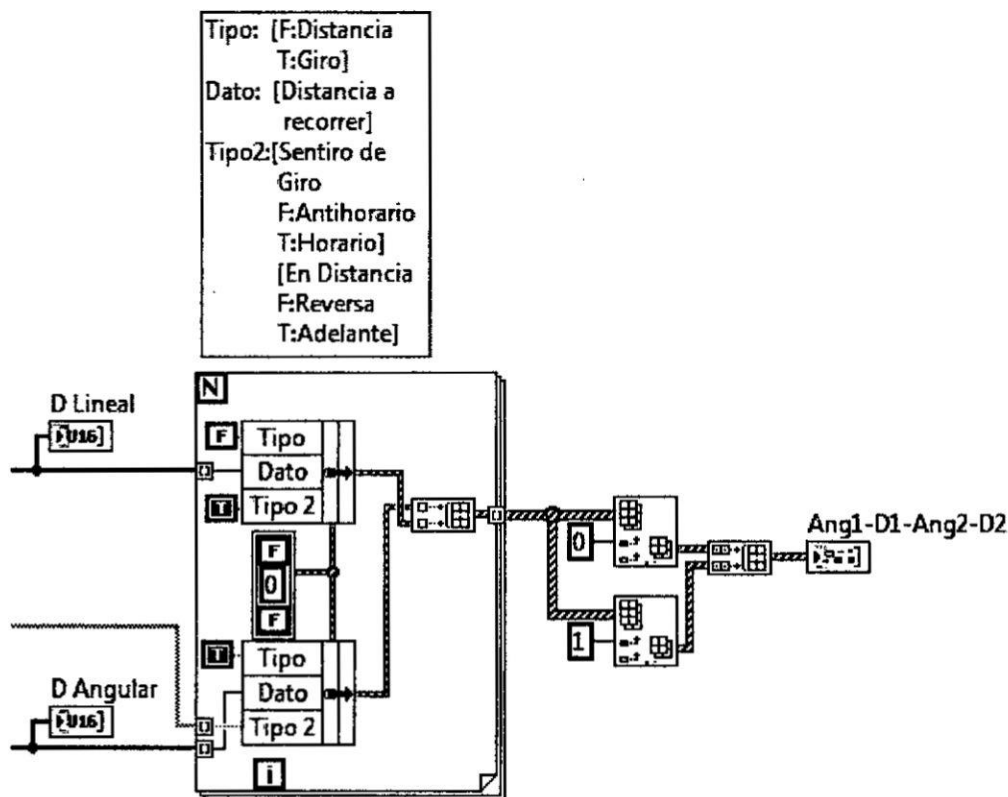 Tipo: [F:Distancia
T:Giro]
Dato: [Distancia a
recorrer]
Tipo2:[Sentiro de
Giro
F:Antihorario
T:Horario]
[En Distancia
F:Reversa
T:Adelante]
N
D Lineal
U16]
F
Tipo
Dato
T
Tipo 2
F
0
F
T
Tipo
D Angular
U16]
Dato
Tipo 2
i
0
1
Ang1-D1-Ang2-D2